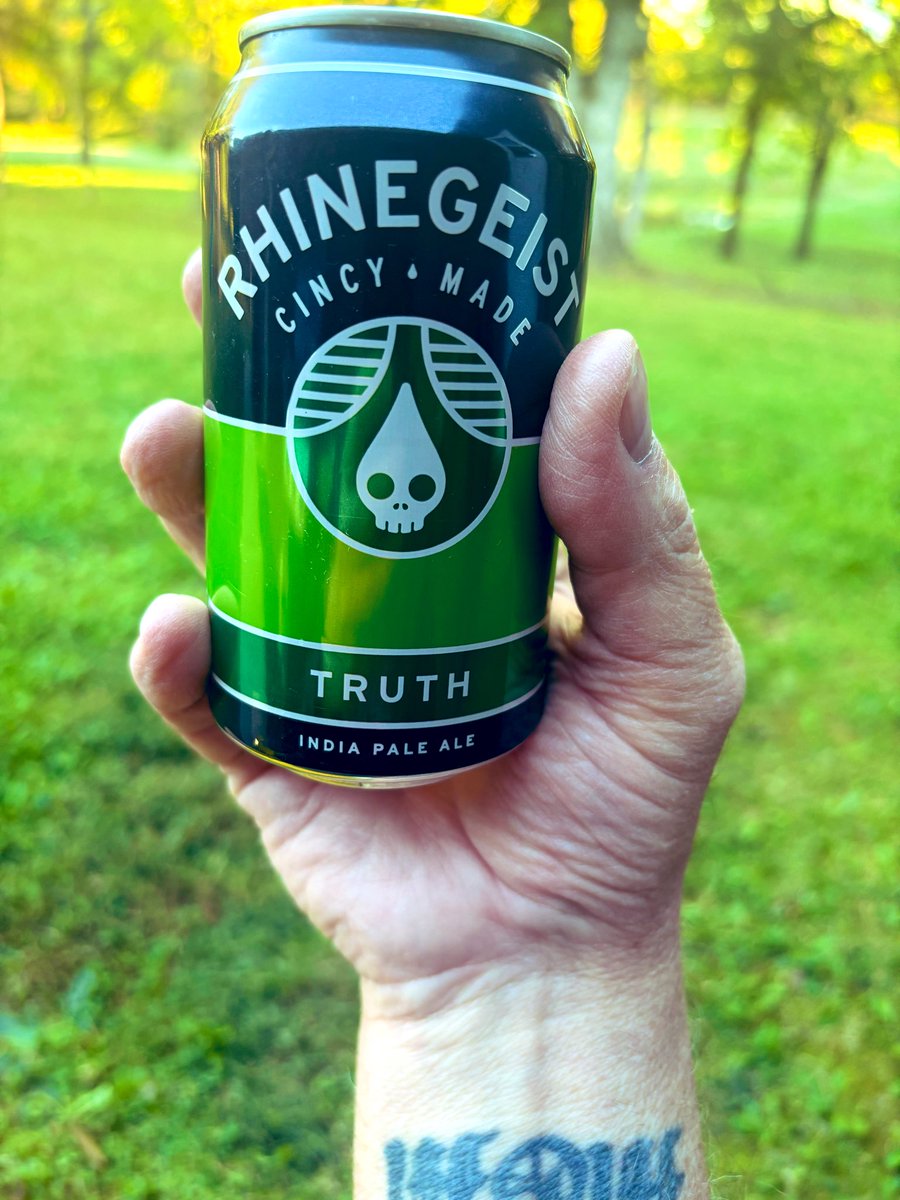 RHINEGEIST
CINCY • MADE
TRUTH
INDIA PALE ALE